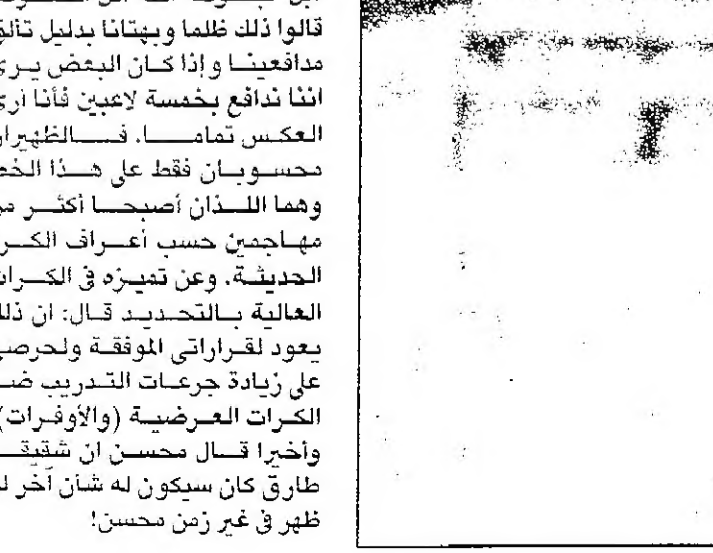 قالوا ذلك ظلما وبهتانا بدليل تألق
مدافعينا وإذا كان البعض يرى
اننا ندافع بخمسة لاعبين فأنا أرى
العكس تماما. فالظهيران
محسوبان فقط على هذا الخط
وهما اللذان أصبحا أكثر من
مهاجمين حسب أعراف الكرة
الحديثة. وعن تميزه في الكرات
العالية بالتحديد قال: ان ذلك
يعود لقراراتى الموفقة ولحرصي
على زيادة جرعات التدريب ضد
الكرات العرضية (والأوفرات)
وأخيرا قال محسن ان شقيقه
طارق كان سيكون له شأن آخر لو
ظهر في غير زمن محسن!